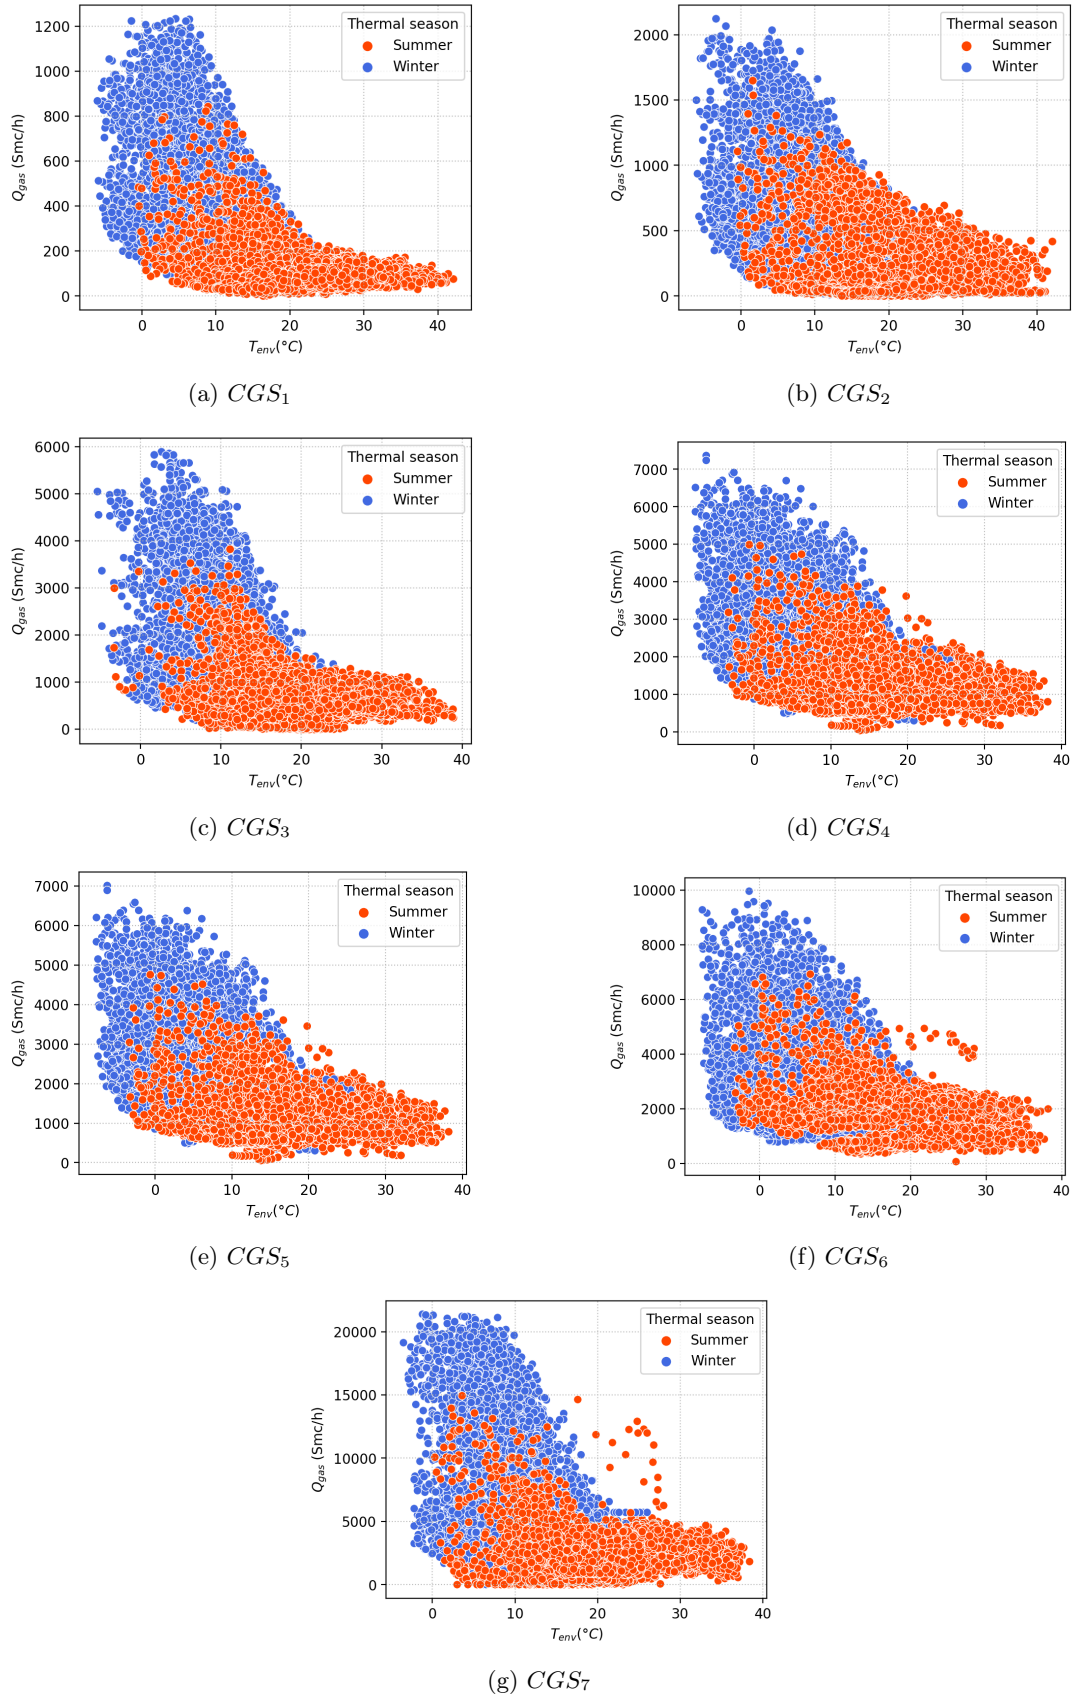 1200
1000
800
600
400
200
0
Q_gas (Smc/h)
Thermal season
Summer
Winter
0 10 20 30 40
T_env(°C)
(a) CGS₁
2000
1500
1000
500
0
Q_gas (Smc/h)
Thermal season
Summer
Winter
0 10 20 30 40
T_env(°C)
(b) CGS₂
6000
5000
4000
3000
2000
1000
0
Q_gas (Smc/h)
Thermal season
Summer
Winter
0 10 20 30 40
T_env(°C)
(c) CGS₃
7000
6000
5000
4000
3000
2000
1000
0
Q_gas (Smc/h)
Thermal season
Summer
Winter
0 10 20 30 40
T_env(°C)
(d) CGS₄
7000
6000
5000
4000
3000
2000
1000
0
Q_gas (Smc/h)
Thermal season
Summer
Winter
0 10 20 30 40
T_env(°C)
(e) CGS₅
10000
8000
6000
4000
2000
0
Q_gas (Smc/h)
Thermal season
Summer
Winter
0 10 20 30 40
T_env(°C)
(f) CGS₆
20000
15000
10000
5000
0
Q_gas (Smc/h)
Thermal season
Summer
Winter
0 10 20 30 40
T_env(°C)
(g) CGS₇